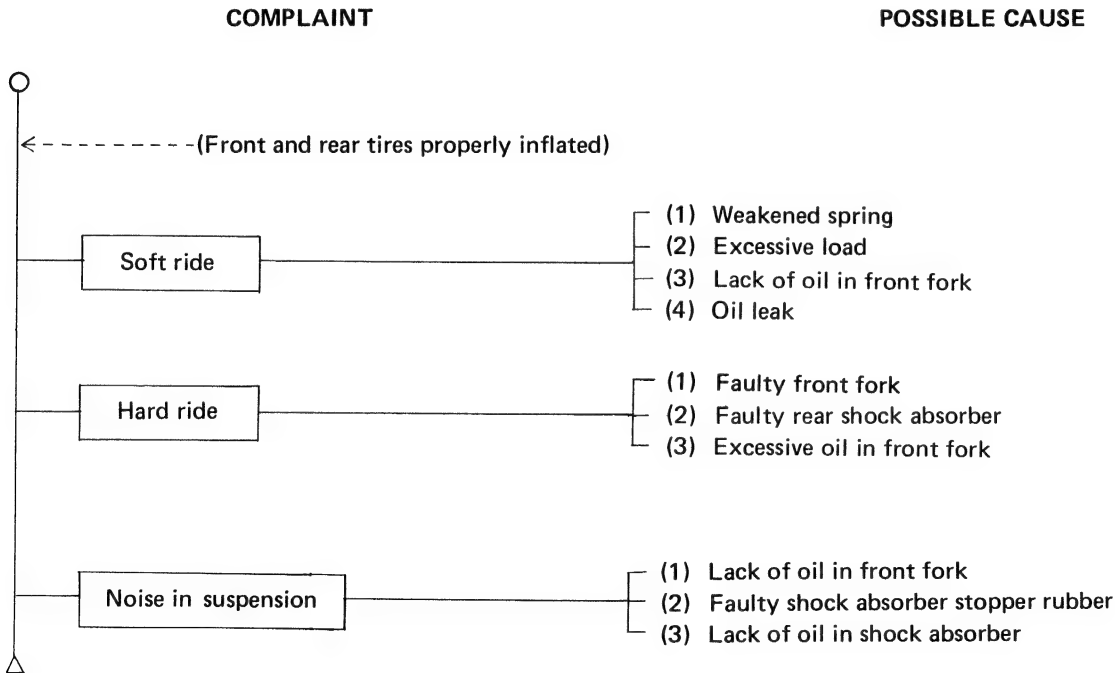 COMPLAINT
POSSIBLE CAUSE
(Front and rear tires properly inflated)
Soft ride
(1) Weakened spring
(2) Excessive load
(3) Lack of oil in front fork
(4) Oil leak
Hard ride
(1) Faulty front fork
(2) Faulty rear shock absorber
(3) Excessive oil in front fork
Noise in suspension
(1) Lack of oil in front fork
(2) Faulty shock absorber stopper rubber
(3) Lack of oil in shock absorber